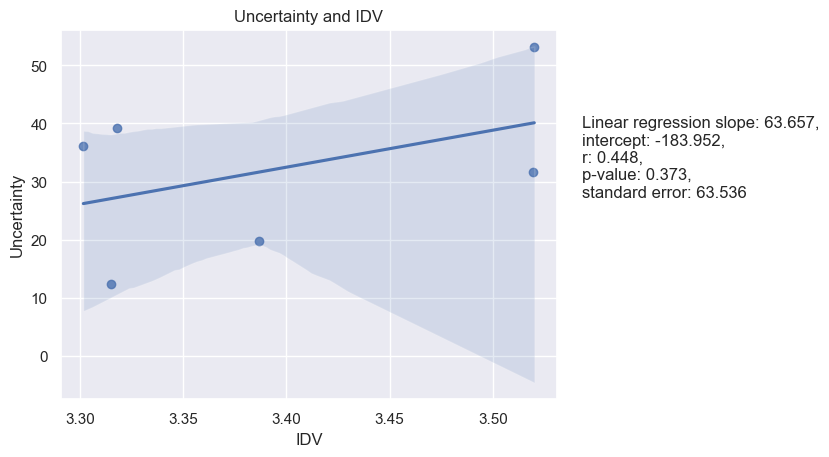 Uncertainty and IDV
50
40
30
20
10
0
Uncertainty
3.30
3.35
3.40
3.45
3.50
IDV
Linear regression slope: 63.657,
intercept: -183.952,
r: 0.448,
p-value: 0.373,
standard error: 63.536